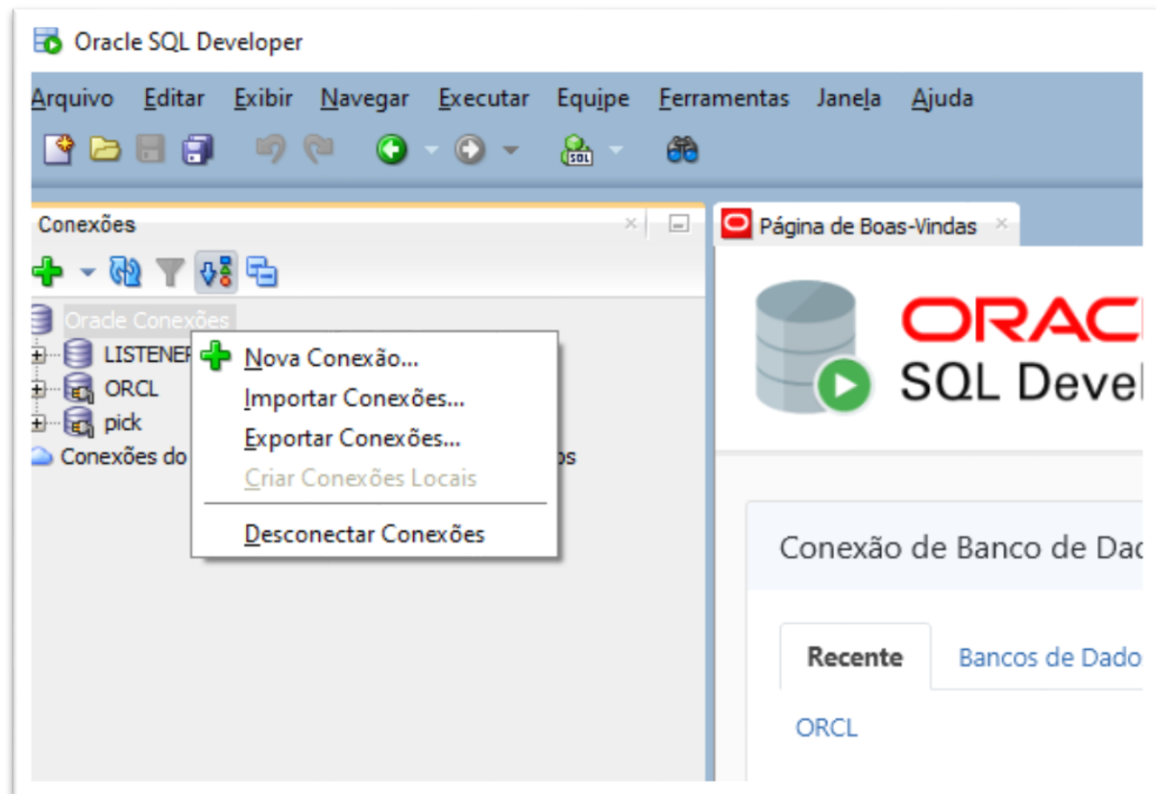 Oracle SQL Developer
Arquivo Editar Exibir Navegar Executar Equipe Ferramentas Janela Ajuda
SQL
Conexões
Página de Boas-Vindas
Oracle Conexões
LISTENER
ORCL
pick
Conexões do
Nova Conexão...
Importar Conexões...
Exportar Conexões...
Criar Conexões Locais
Desconectar Conexões
ORAC
SQL Devel
Conexão de Banco de Dad
Recente Bancos de Dado
ORCL